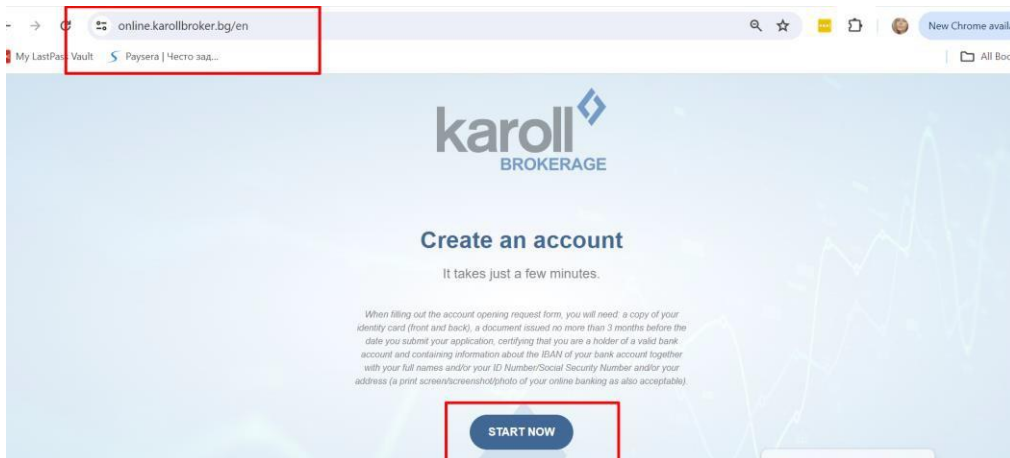 online.karollbroker.bg/en
New Chrome avail
My LastPass Vault
Paysera | Често зад...
All Boo
karoll
BROKERAGE
Create an account
It takes just a few minutes.
When filling out the account opening request form, you will need: a copy of your
identity card (front and back), a document issued no more than 3 months before the
date you submit your application, certifying that you are a holder of a valid bank
account and containing information about the IBAN of your bank account together
with your full names and/or your ID Number/Social Security Number and/or your
address (a print screen/screenshot/photo of your online banking as also acceptable).
START NOW